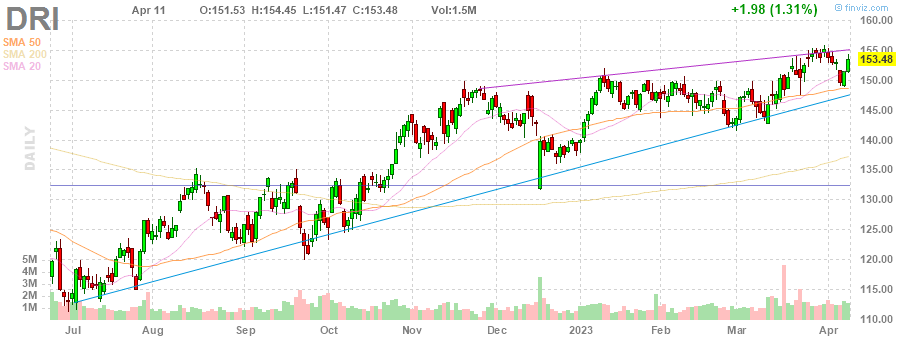 DRI Apr 11 O:151.53 H:154.45 L:151.47 C:153.48 Vol:1.5M +1.98 (1.31%) © finviz.com
160.00
SMA 50
155.00
SMA 200
153.48
SMA 20
150.00
145.00
140.00
DAILY
135.00
130.00
125.00
5M 120.00
4M
3M
2M 115.00
1M
110.00
Jul Aug Sep Oct Nov Dec 2023 Feb Mar Apr